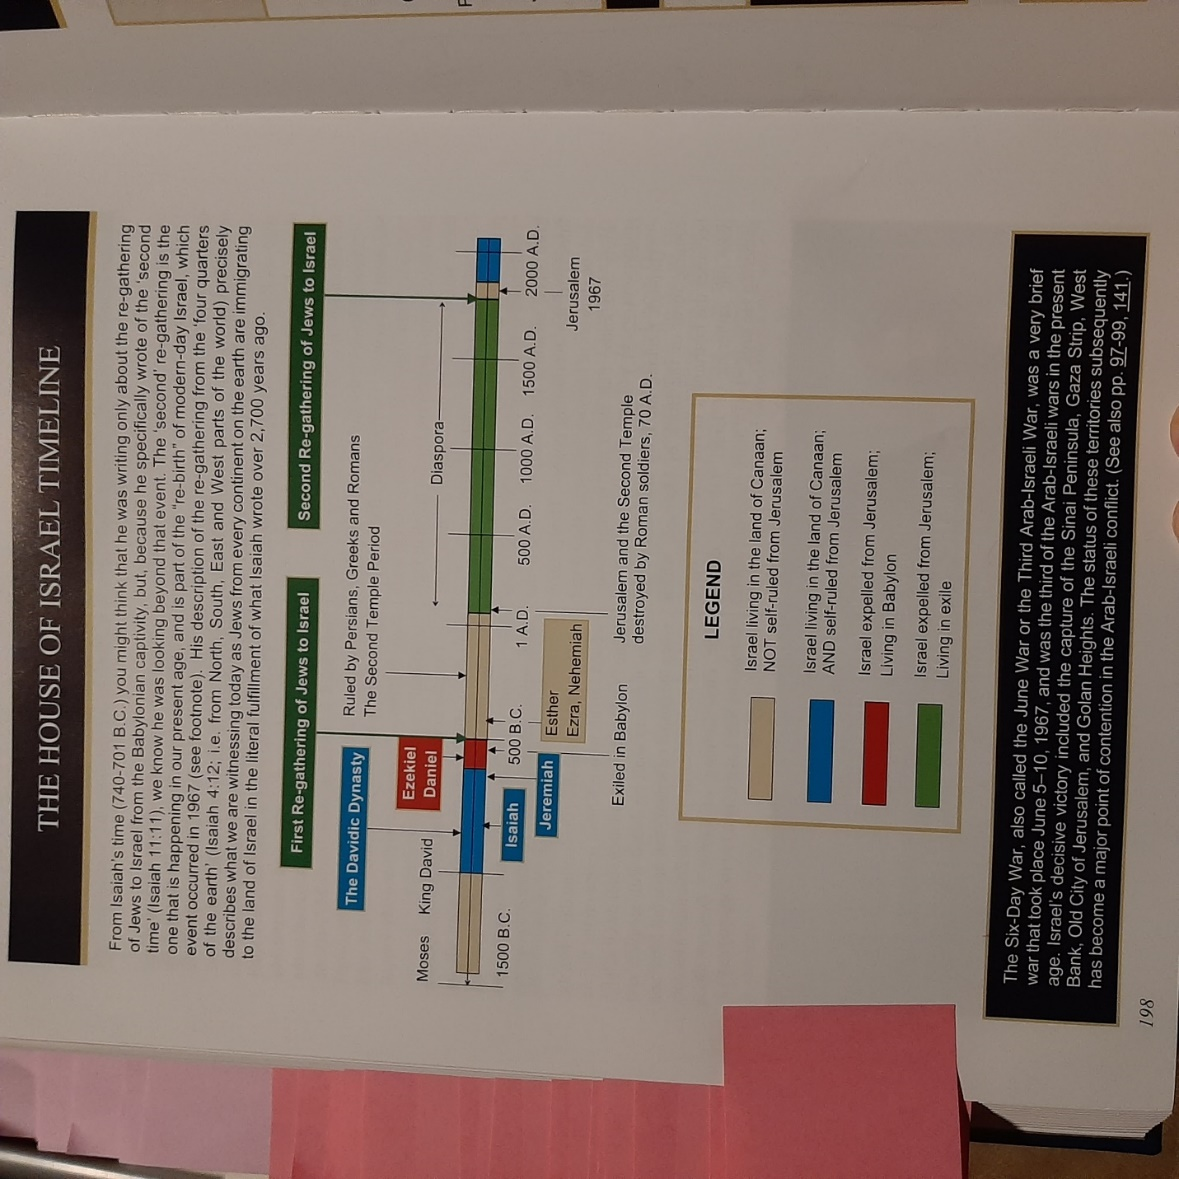 THE HOUSE OF ISRAEL TIMELINE
From Isaiah's time (740-701 B.C.) you might think that he was writing only about the re-gathering
of Jews to Israel from the Babylonian captivity, but, because he specifically wrote of the 'second
time' (Isaiah 11:11), we know he was looking beyond that event. The 'second' re-gathering is the
one that is happening in our present age, and is part of the "re-birth" of modern-day Israel, which
event occurred in 1967 (see footnote). His description of the re-gathering from the 'four quarters
of the earth' (Isaiah 4:12; i.e. from North, South, East and West parts of the world) precisely
describes what we are witnessing today as Jews from every continent on the earth are immigrating
to the land of Israel in the literal fulfillment of what Isaiah wrote over 2,700 years ago.
First Re-gathering of Jews to Israel
Second Re-gathering of Jews to Israel
The Davidic Dynasty
Ruled by Persians, Greeks and Romans
The Second Temple Period
Ezekiel
Daniel
Moses
King David
Diaspora
1500 B.C.
500 B.C.
1 A.D.
500 A.D.
1000 A.D.
1500 A.D.
2000 A.D.
Isaiah
Jeremiah
Esther
Ezra, Nehemiah
Jerusalem
1967
Exiled in Babylon
Jerusalem and the Second Temple
destroyed by Roman soldiers, 70 A.D.
LEGEND
Israel living in the land of Canaan;
NOT self-ruled from Jerusalem
Israel living in the land of Canaan;
AND self-ruled from Jerusalem
Israel expelled from Jerusalem;
Living in Babylon
Israel expelled from Jerusalem;
Living in exile
The Six-Day War, also called the June War or the Third Arab-Israeli War, was a very brief
war that took place June 5–10, 1967, and was the third of the Arab-Israeli wars in the present
age. Israel's decisive victory included the capture of the Sinai Peninsula, Gaza Strip, West
Bank, Old City of Jerusalem, and Golan Heights. The status of these territories subsequently
has become a major point of contention in the Arab-Israeli conflict. (See also pp. 97-99, 141.)
198